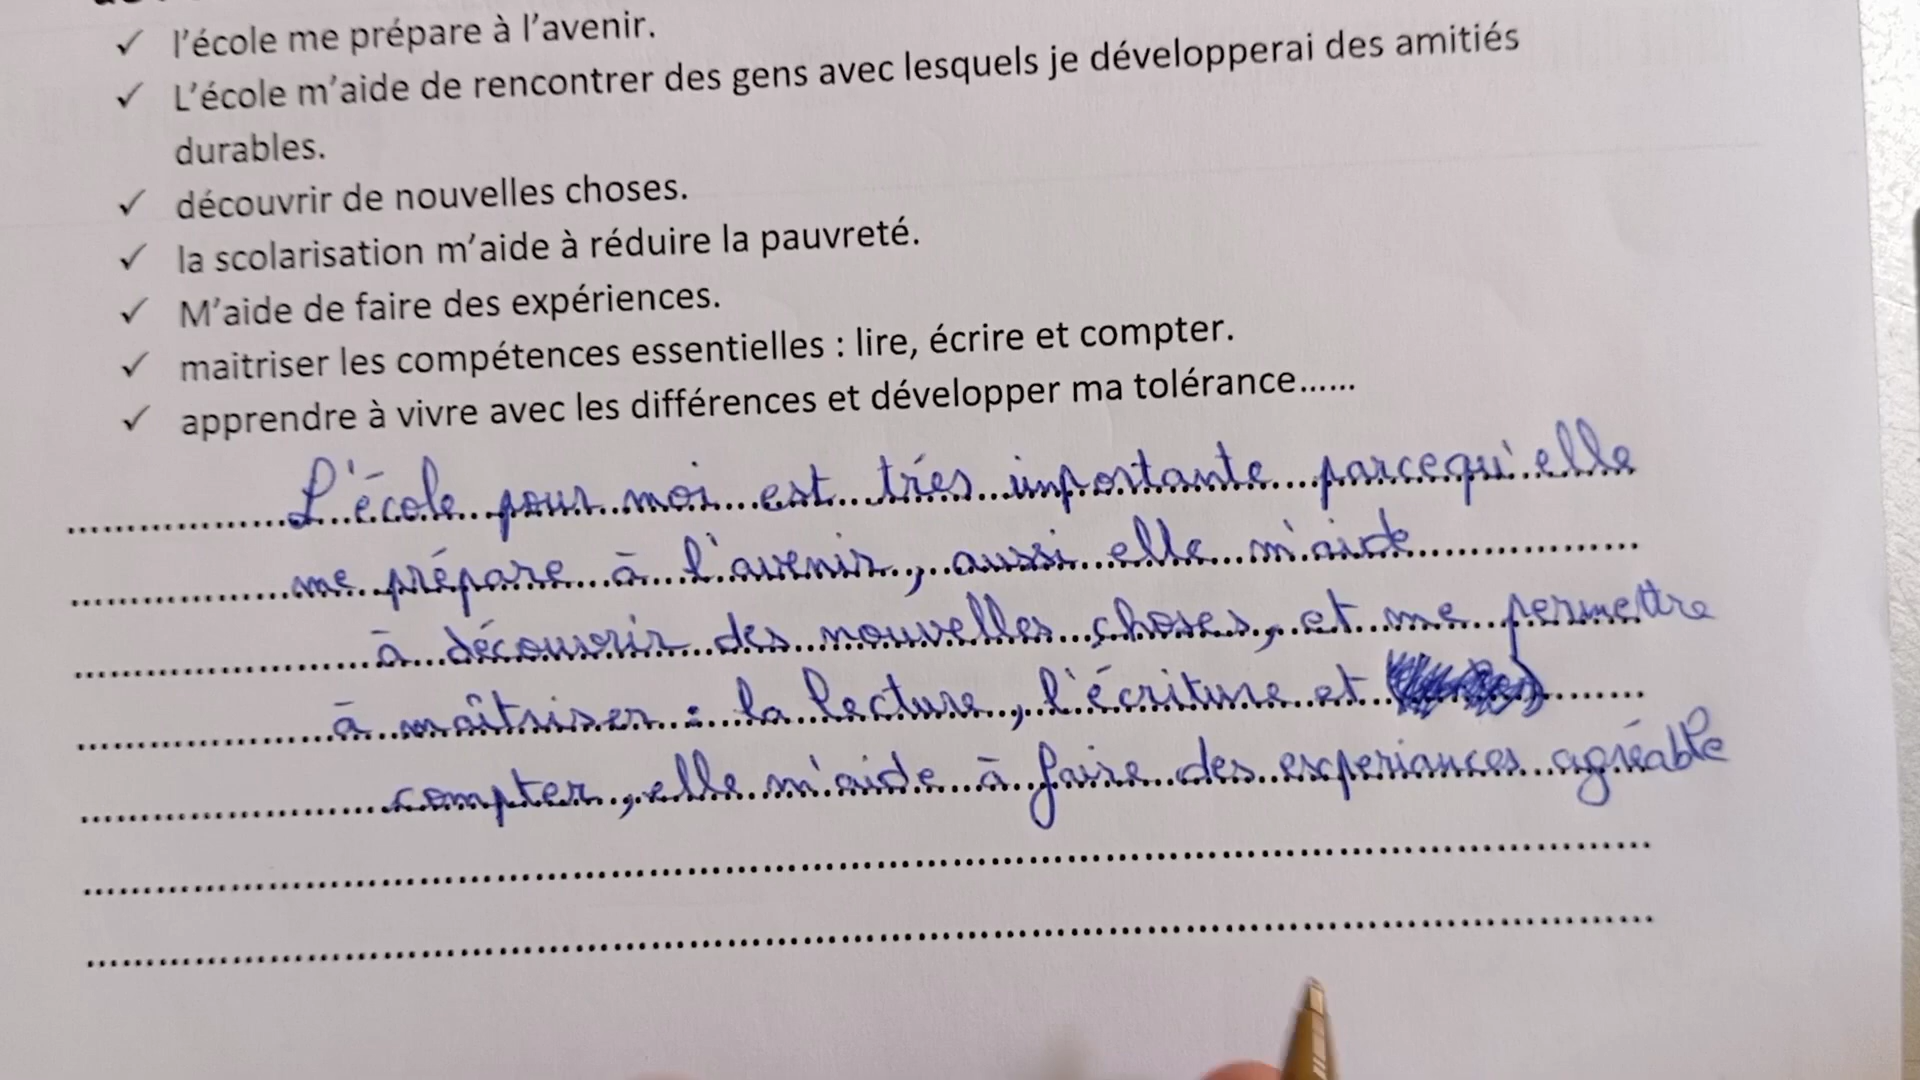 ✓ l'école me prépare à l'avenir.
✓ L'école m'aide de rencontrer des gens avec lesquels je développerai des amitiés
durables.
✓ découvrir de nouvelles choses.
✓ la scolarisation m'aide à réduire la pauvreté.
✓ M'aide de faire des expériences.
✓ maitriser les compétences essentielles : lire, écrire et compter.
✓ apprendre à vivre avec les différences et développer ma tolérance......
L'école pour moi est trés importante parcequ'elle
me prépare à l'avenir, aussi elle m'aide
à découvrir des nouvelles choses, et me permettre
à maîtriser : la lecture, l'écriture et
compter, elle m'aide à faire des experiances agréable